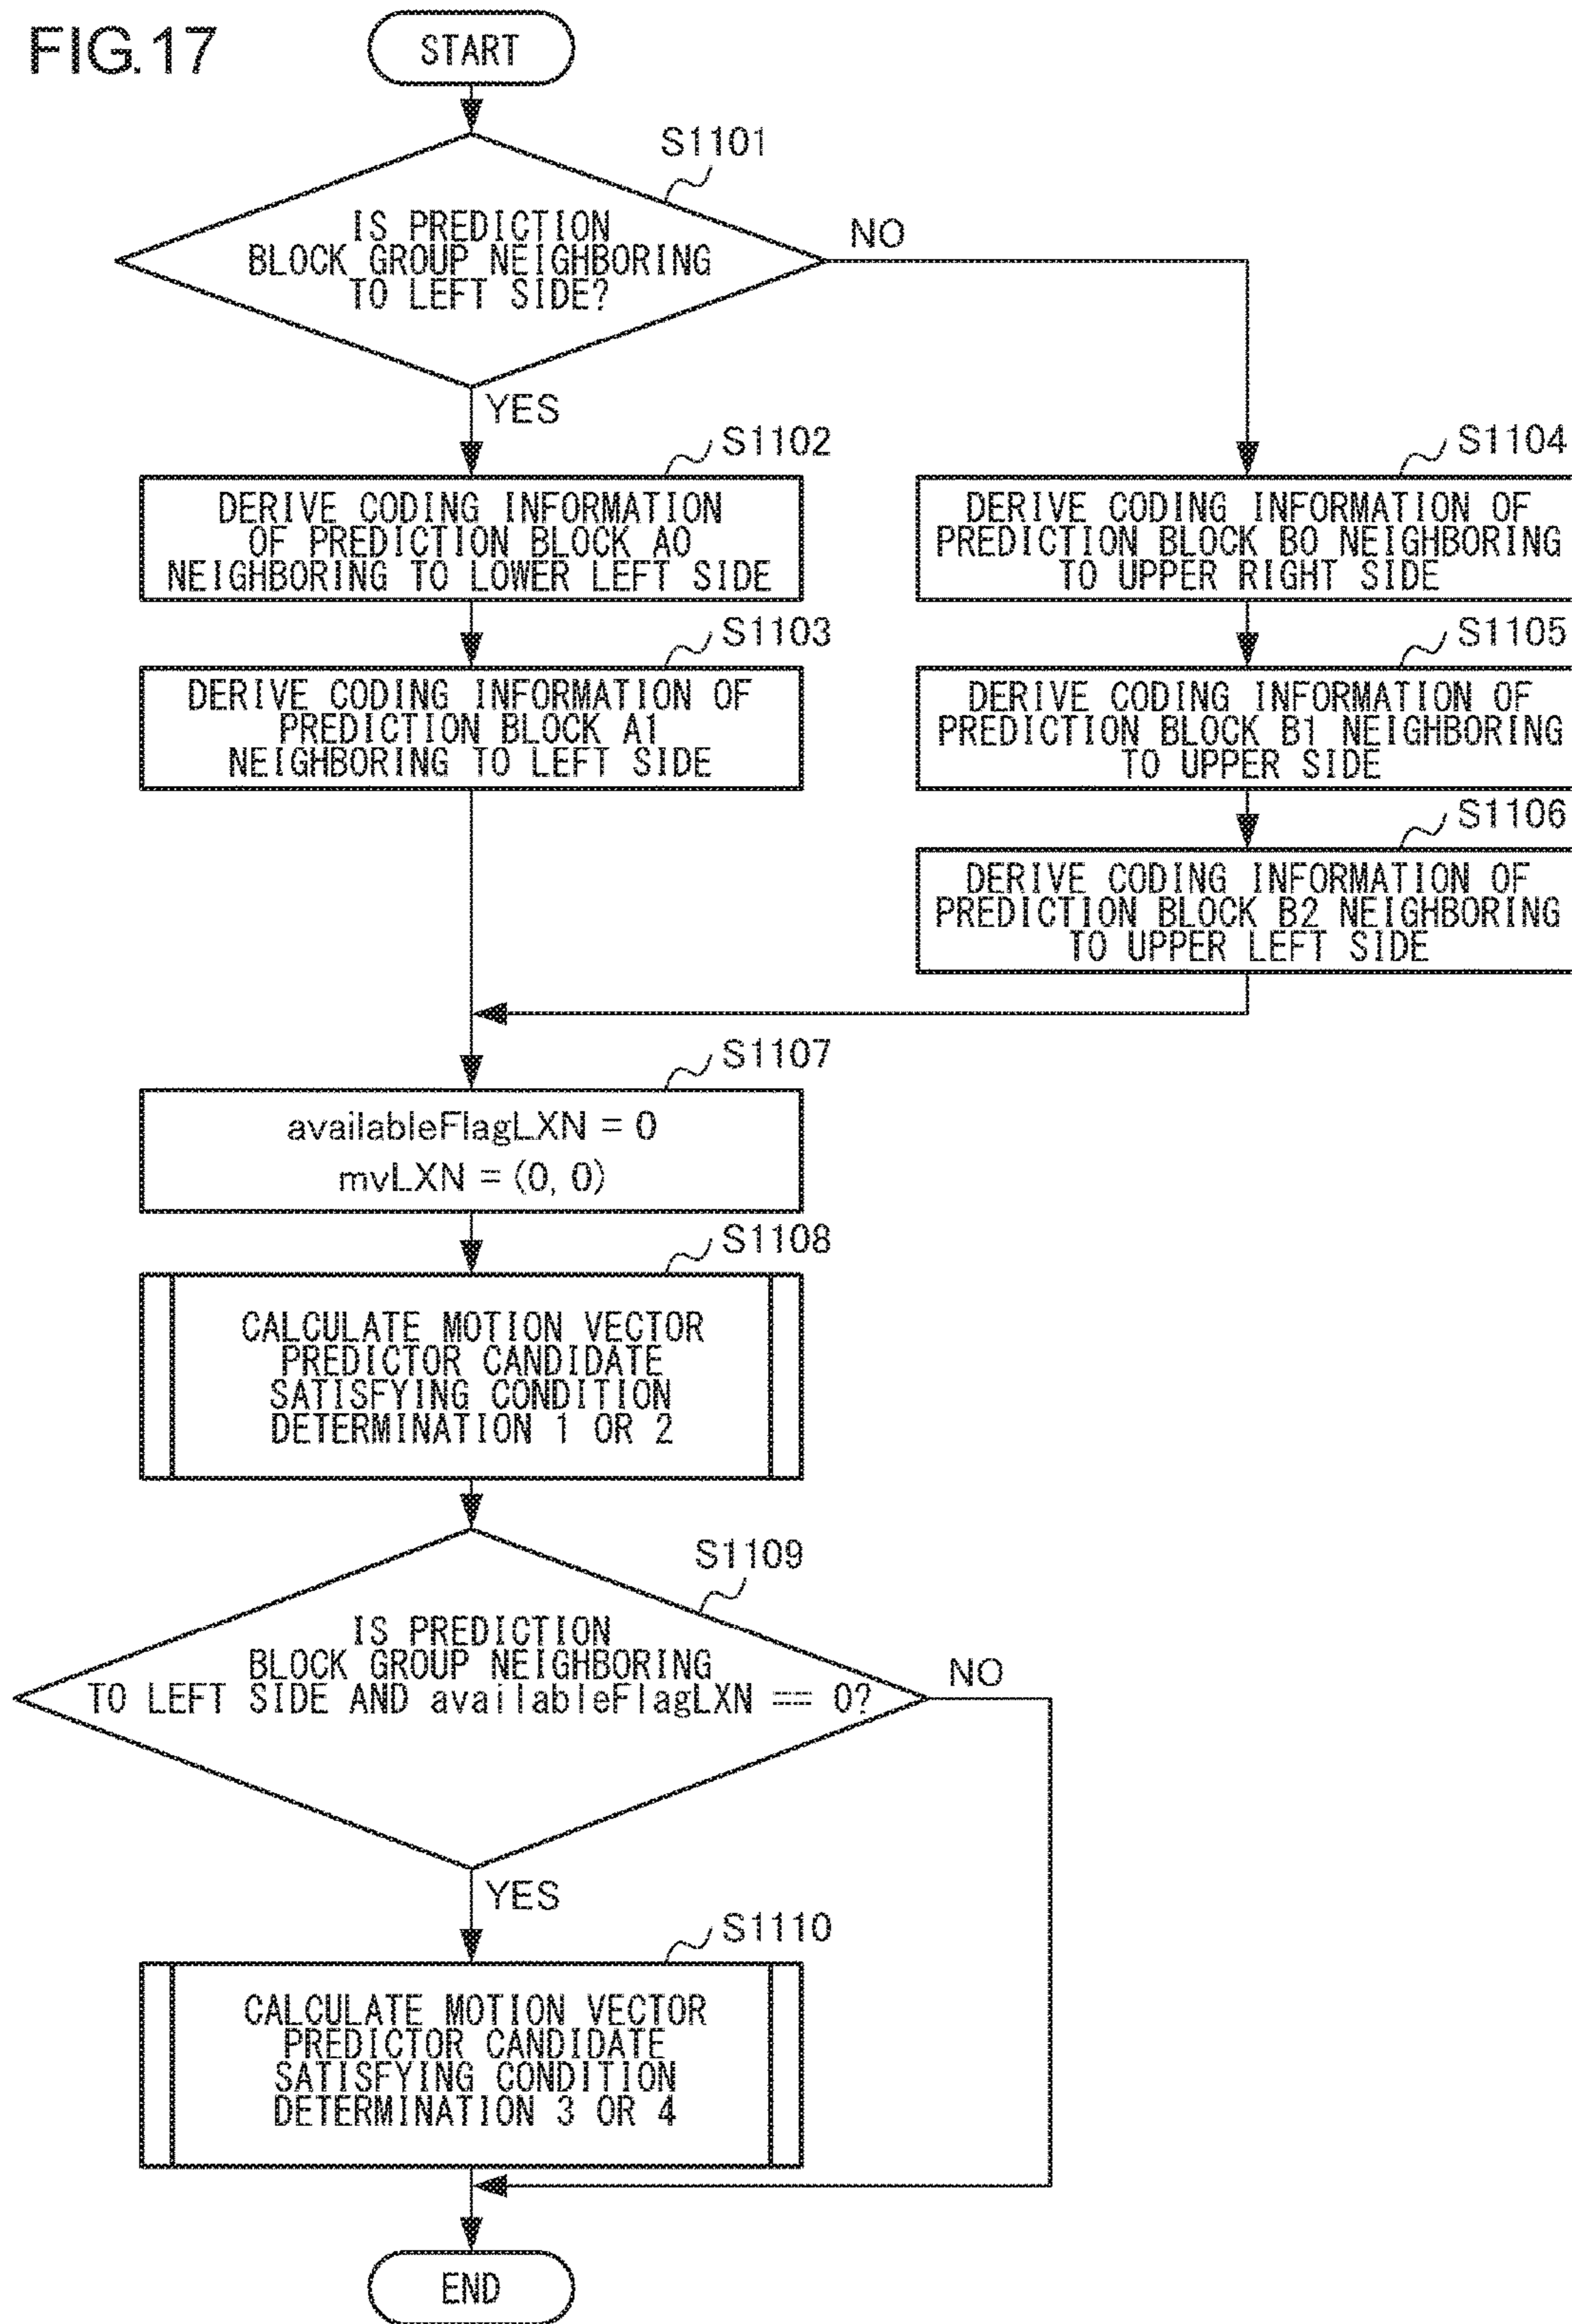 FIG.17
START
S1101
IS PREDICTION
BLOCK GROUP NEIGHBORING
TO LEFT SIDE?
NO
YES
S1102
DERIVE CODING INFORMATION
OF PREDICTION BLOCK A0
NEIGHBORING TO LOWER LEFT SIDE
S1104
DERIVE CODING INFORMATION OF
PREDICTION BLOCK B0 NEIGHBORING
TO UPPER RIGHT SIDE
S1103
DERIVE CODING INFORMATION OF
PREDICTION BLOCK A1
NEIGHBORING TO LEFT SIDE
S1105
DERIVE CODING INFORMATION OF
PREDICTION BLOCK B1 NEIGHBORING
TO UPPER SIDE
S1106
DERIVE CODING INFORMATION OF
PREDICTION BLOCK B2 NEIGHBORING
TO UPPER LEFT SIDE
S1107
availableFlagLXN = 0
mvLXN = (0, 0)
S1108
CALCULATE MOTION VECTOR
PREDICTOR CANDIDATE
SATISFYING CONDITION
DETERMINATION 1 OR 2
S1109
IS PREDICTION
BLOCK GROUP NEIGHBORING
TO LEFT SIDE AND availableFlagLXN == 0?
NO
YES
S1110
CALCULATE MOTION VECTOR
PREDICTOR CANDIDATE
SATISFYING CONDITION
DETERMINATION 3 OR 4
END